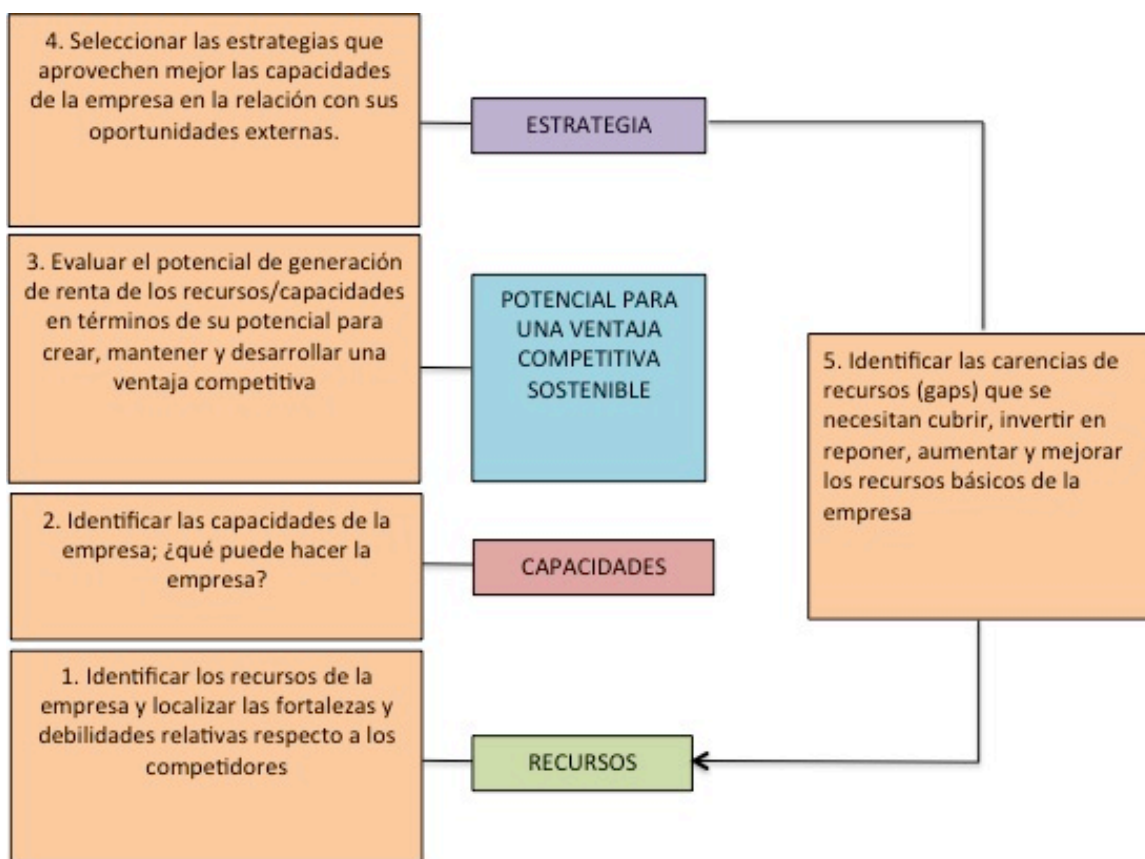 4. Seleccionar las estrategias que
aprovechen mejor las capacidades
de la empresa en la relación con sus
oportunidades externas.
ESTRATEGIA
3. Evaluar el potencial de generación
de renta de los recursos/capacidades
en términos de su potencial para
crear, mantener y desarrollar una
ventaja competitiva
POTENCIAL PARA
UNA VENTAJA
COMPETITIVA
SOSTENIBLE
5. Identificar las carencias de
recursos (gaps) que se
necesitan cubrir, invertir en
reponer, aumentar y mejorar
los recursos básicos de la
empresa
2. Identificar las capacidades de la
empresa; ¿qué puede hacer la
empresa?
CAPACIDADES
1. Identificar los recursos de la
empresa y localizar las fortalezas y
debilidades relativas respecto a los
competidores
RECURSOS